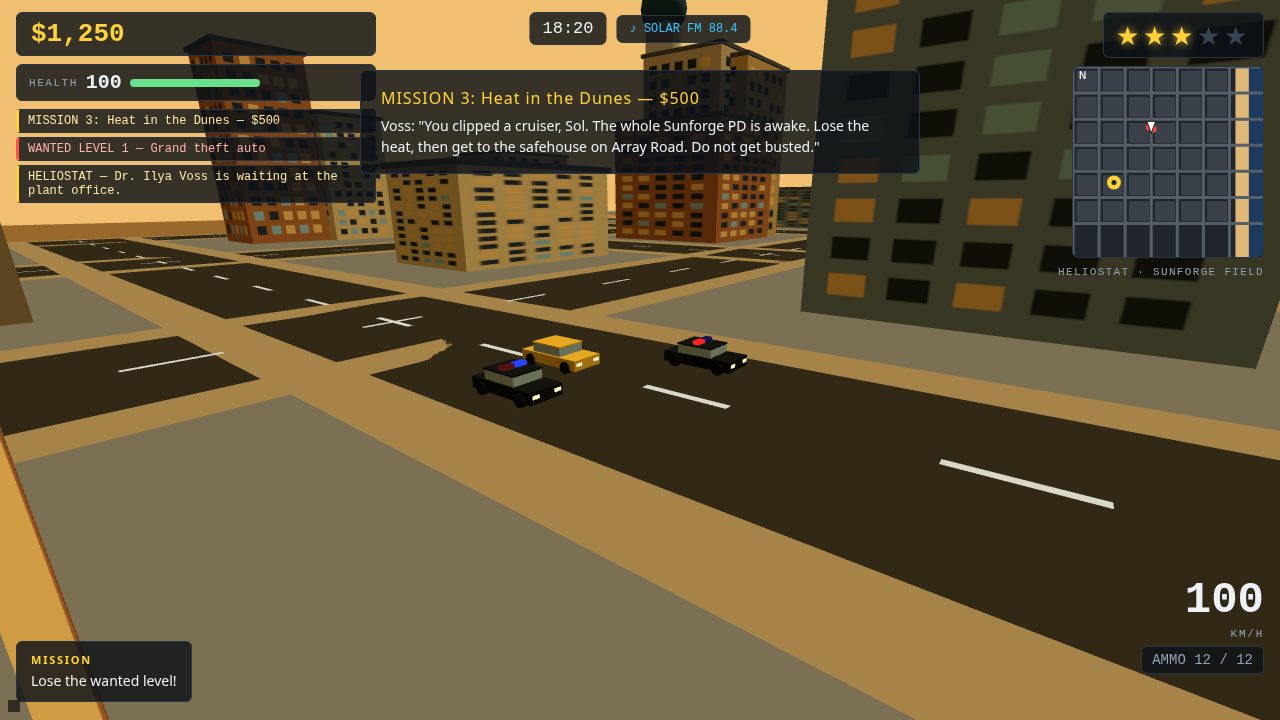 $1,250
HEALTH 100
MISSION 3: Heat in the Dunes — $500
WANTED LEVEL 1 — Grand theft auto
HELIOSTAT — Dr. Ilya Voss is waiting at the
plant office.
18:20
♪ SOLAR FM 88.4
MISSION 3: Heat in the Dunes — $500
Voss: "You clipped a cruiser, Sol. The whole Sunforge PD is awake. Lose the
heat, then get to the safehouse on Array Road. Do not get busted."
N
HELIOSTAT · SUNFORGE FIELD
100
KM/H
AMMO 12 / 12
MISSION
Lose the wanted level!